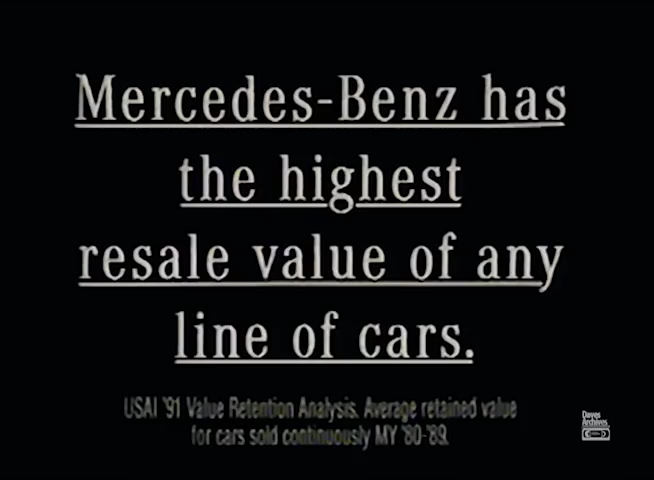 Mercedes-Benz has
the highest
resale value of any
line of cars.
USAI '91 Value Retention Analysis. Average retained value
for cars sold continuously MY '80-'89.
Daves
Archives